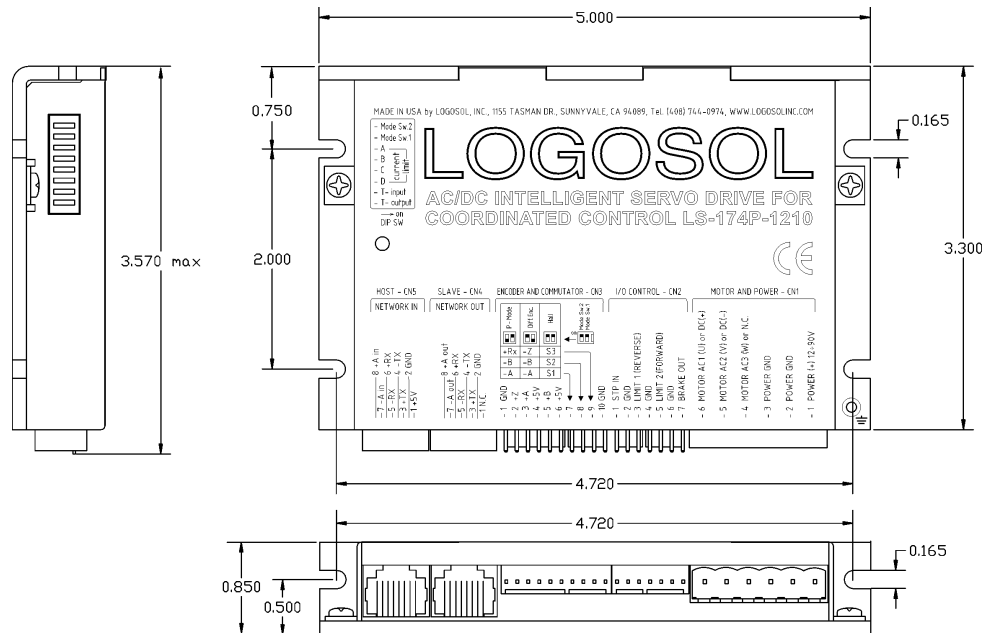 5.000
0.750
2.000
3.570 max
0.165
3.300
MADE IN USA by LOGOSOL, INC., 1155 TASMAN DR., SUNNYVALE, CA 94089, Tel. (408) 744-0974, WWW.LOGOSOLINC.COM
- Mode Sw.2
- Mode Sw.1
- A
- B
- C
- D
current limit
- T- input
- T- output
→ on
DIP SW
LOGOSOL
AC/DC INTELLIGENT SERVO DRIVE FOR
COORDINATED CONTROL LS-174P-1210
CE
HOST - CN5
NETWORK IN
8 +A in
7 -A in
6 +RX
5 -RX
4 -TX
3 +TX
2 GND
1 +5V
SLAVE - CN4
NETWORK OUT
8 +A out
7 -A out
6 +RX
5 -RX
4 -TX
3 +TX
2 GND
1 N.C.
ENCODER AND COMMUTATOR - CN3
IP-Mode
Diff Enc.
Hall
Mode Sw.2
Mode Sw.1
on
+Rx -Z S3
-B -B S2
-A -A S1
- 1 GND
- 2 +Z
- 3 +A
- 4 +5V
- 5 +B
- 6 +5V
- 7
- 8
- 9
- 10 GND
I/O CONTROL - CN2
- 1 STP IN
- 2 GND
- 3 LIMIT 1 (REVERSE)
- 4 GND
- 5 LIMIT 2(FORWARD)
- 6 GND
- 7 BRAKE OUT
MOTOR AND POWER - CN1
- 6 MOTOR AC1 (U) or DC(+)
- 5 MOTOR AC2 (V) or DC(-)
- 4 MOTOR AC3 (W) or N.C.
- 3 POWER GND
- 2 POWER GND
- 1 POWER (+) 12÷90V
4.720
4.720
0.165
0.850
0.500